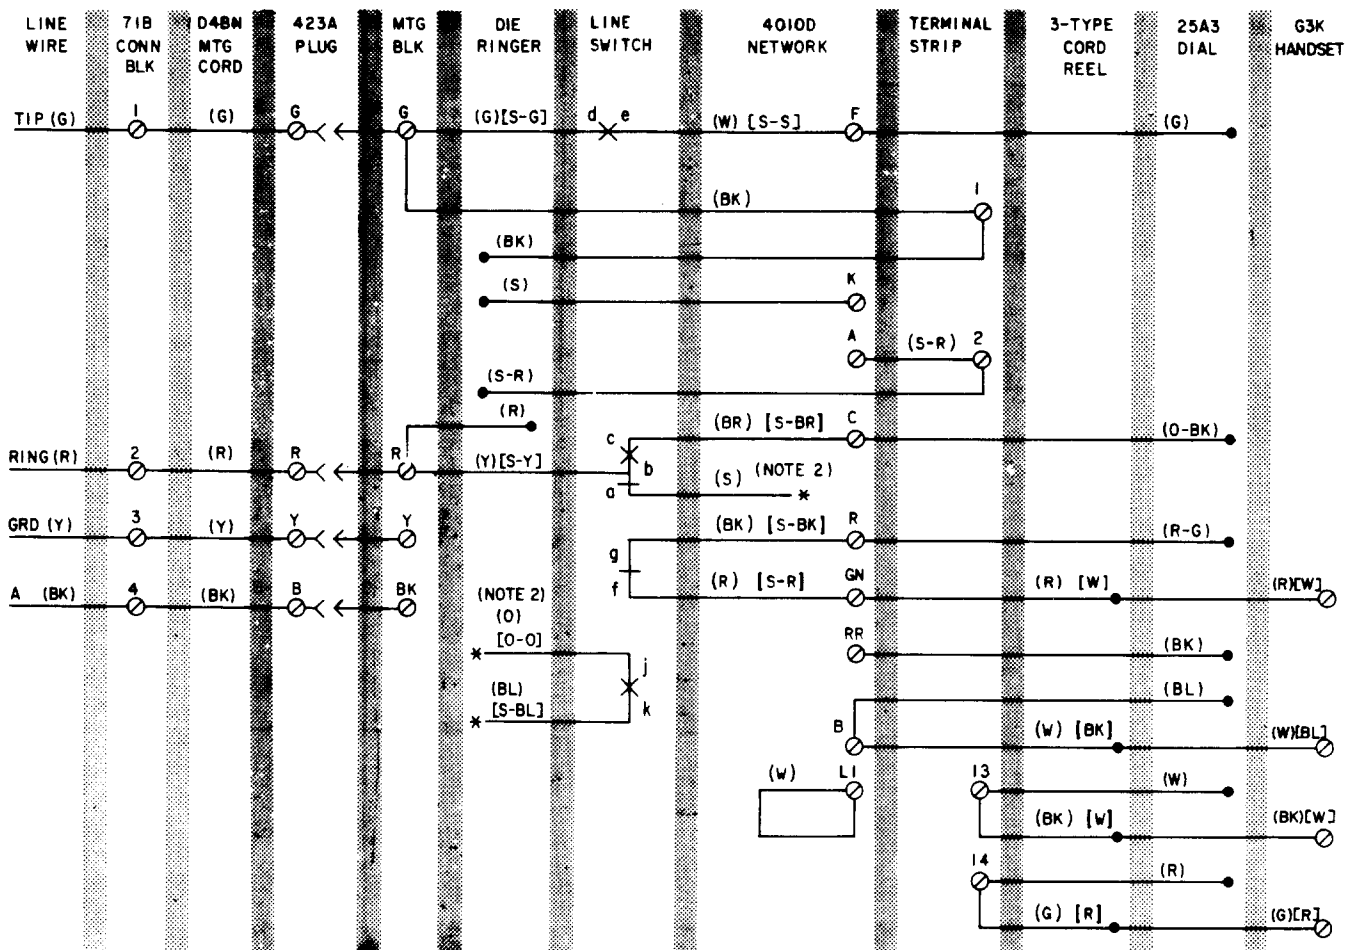 LINE WIRE
71B CONN BLK
D4BN MTG CORD
423A PLUG
MTG BLK
DIE RINGER
LINE SWITCH
4010D NETWORK
TERMINAL STRIP
3-TYPE CORD REEL
25A3 DIAL
G3K HANDSET
TIP (G) 1 (G) G G (G)[S-G] d e (W) [S-S] F (G)
(BK) 1
(BK)
(S) K
A (S-R) 2
(S-R)
(R)
c (BR) [S-BR] C (O-BK)
RING (R) 2 (R) R R (Y)[S-Y] b
a (S) (NOTE 2) *
GRD (Y) 3 (Y) Y Y
g (BK) [S-BK] R (R-G)
f (R) [S-R] GN (R) [W] (R)[W]
A (BK) 4 (BK) B BK
(NOTE 2)
(O)
[O-O]
* j
(BL)
[S-BL]
* k
RR (BK)
(BL)
B (W) [BK] (W)[BL]
(W) L1 13 (W)
(BK) [W] (BK)[W]
14 (R)
(G) [R] (G)[R]